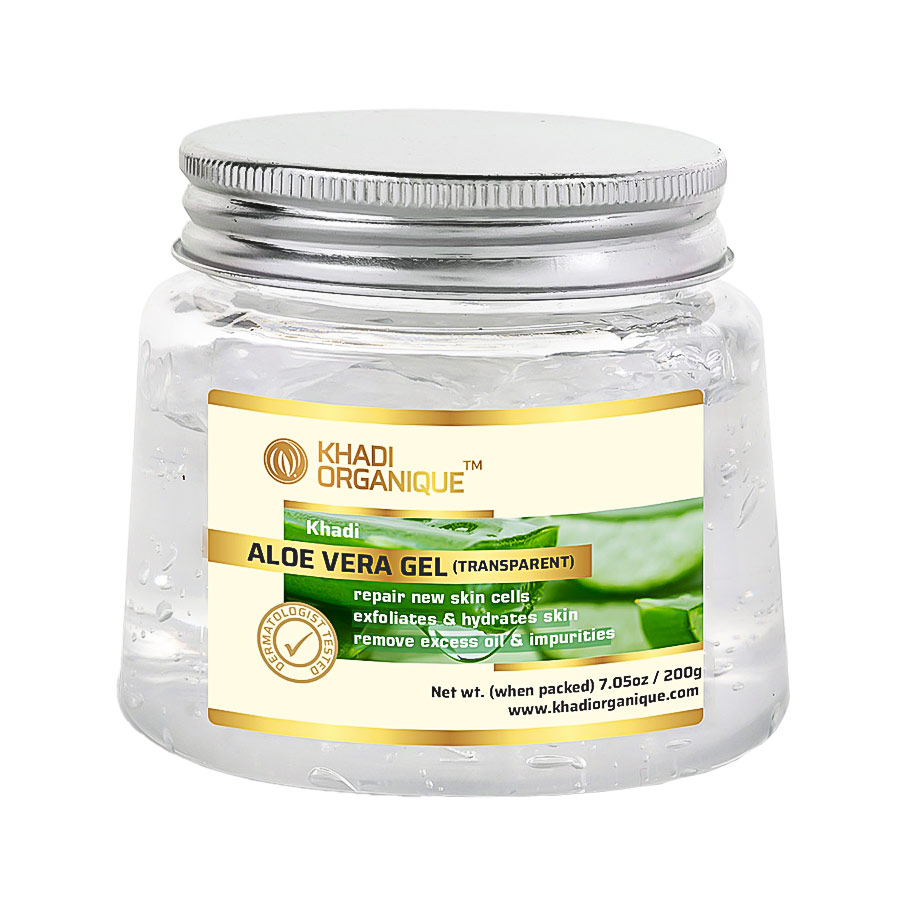 KHADI
ORGANIQUE™
Khadi
ALOE VERA GEL (TRANSPARENT)
repair new skin cells
exfoliates & hydrates skin
remove excess oil & impurities
DERMATOLOGIST TESTED
Net wt. (when packed) 7.05oz / 200g
www.khadiorganique.com